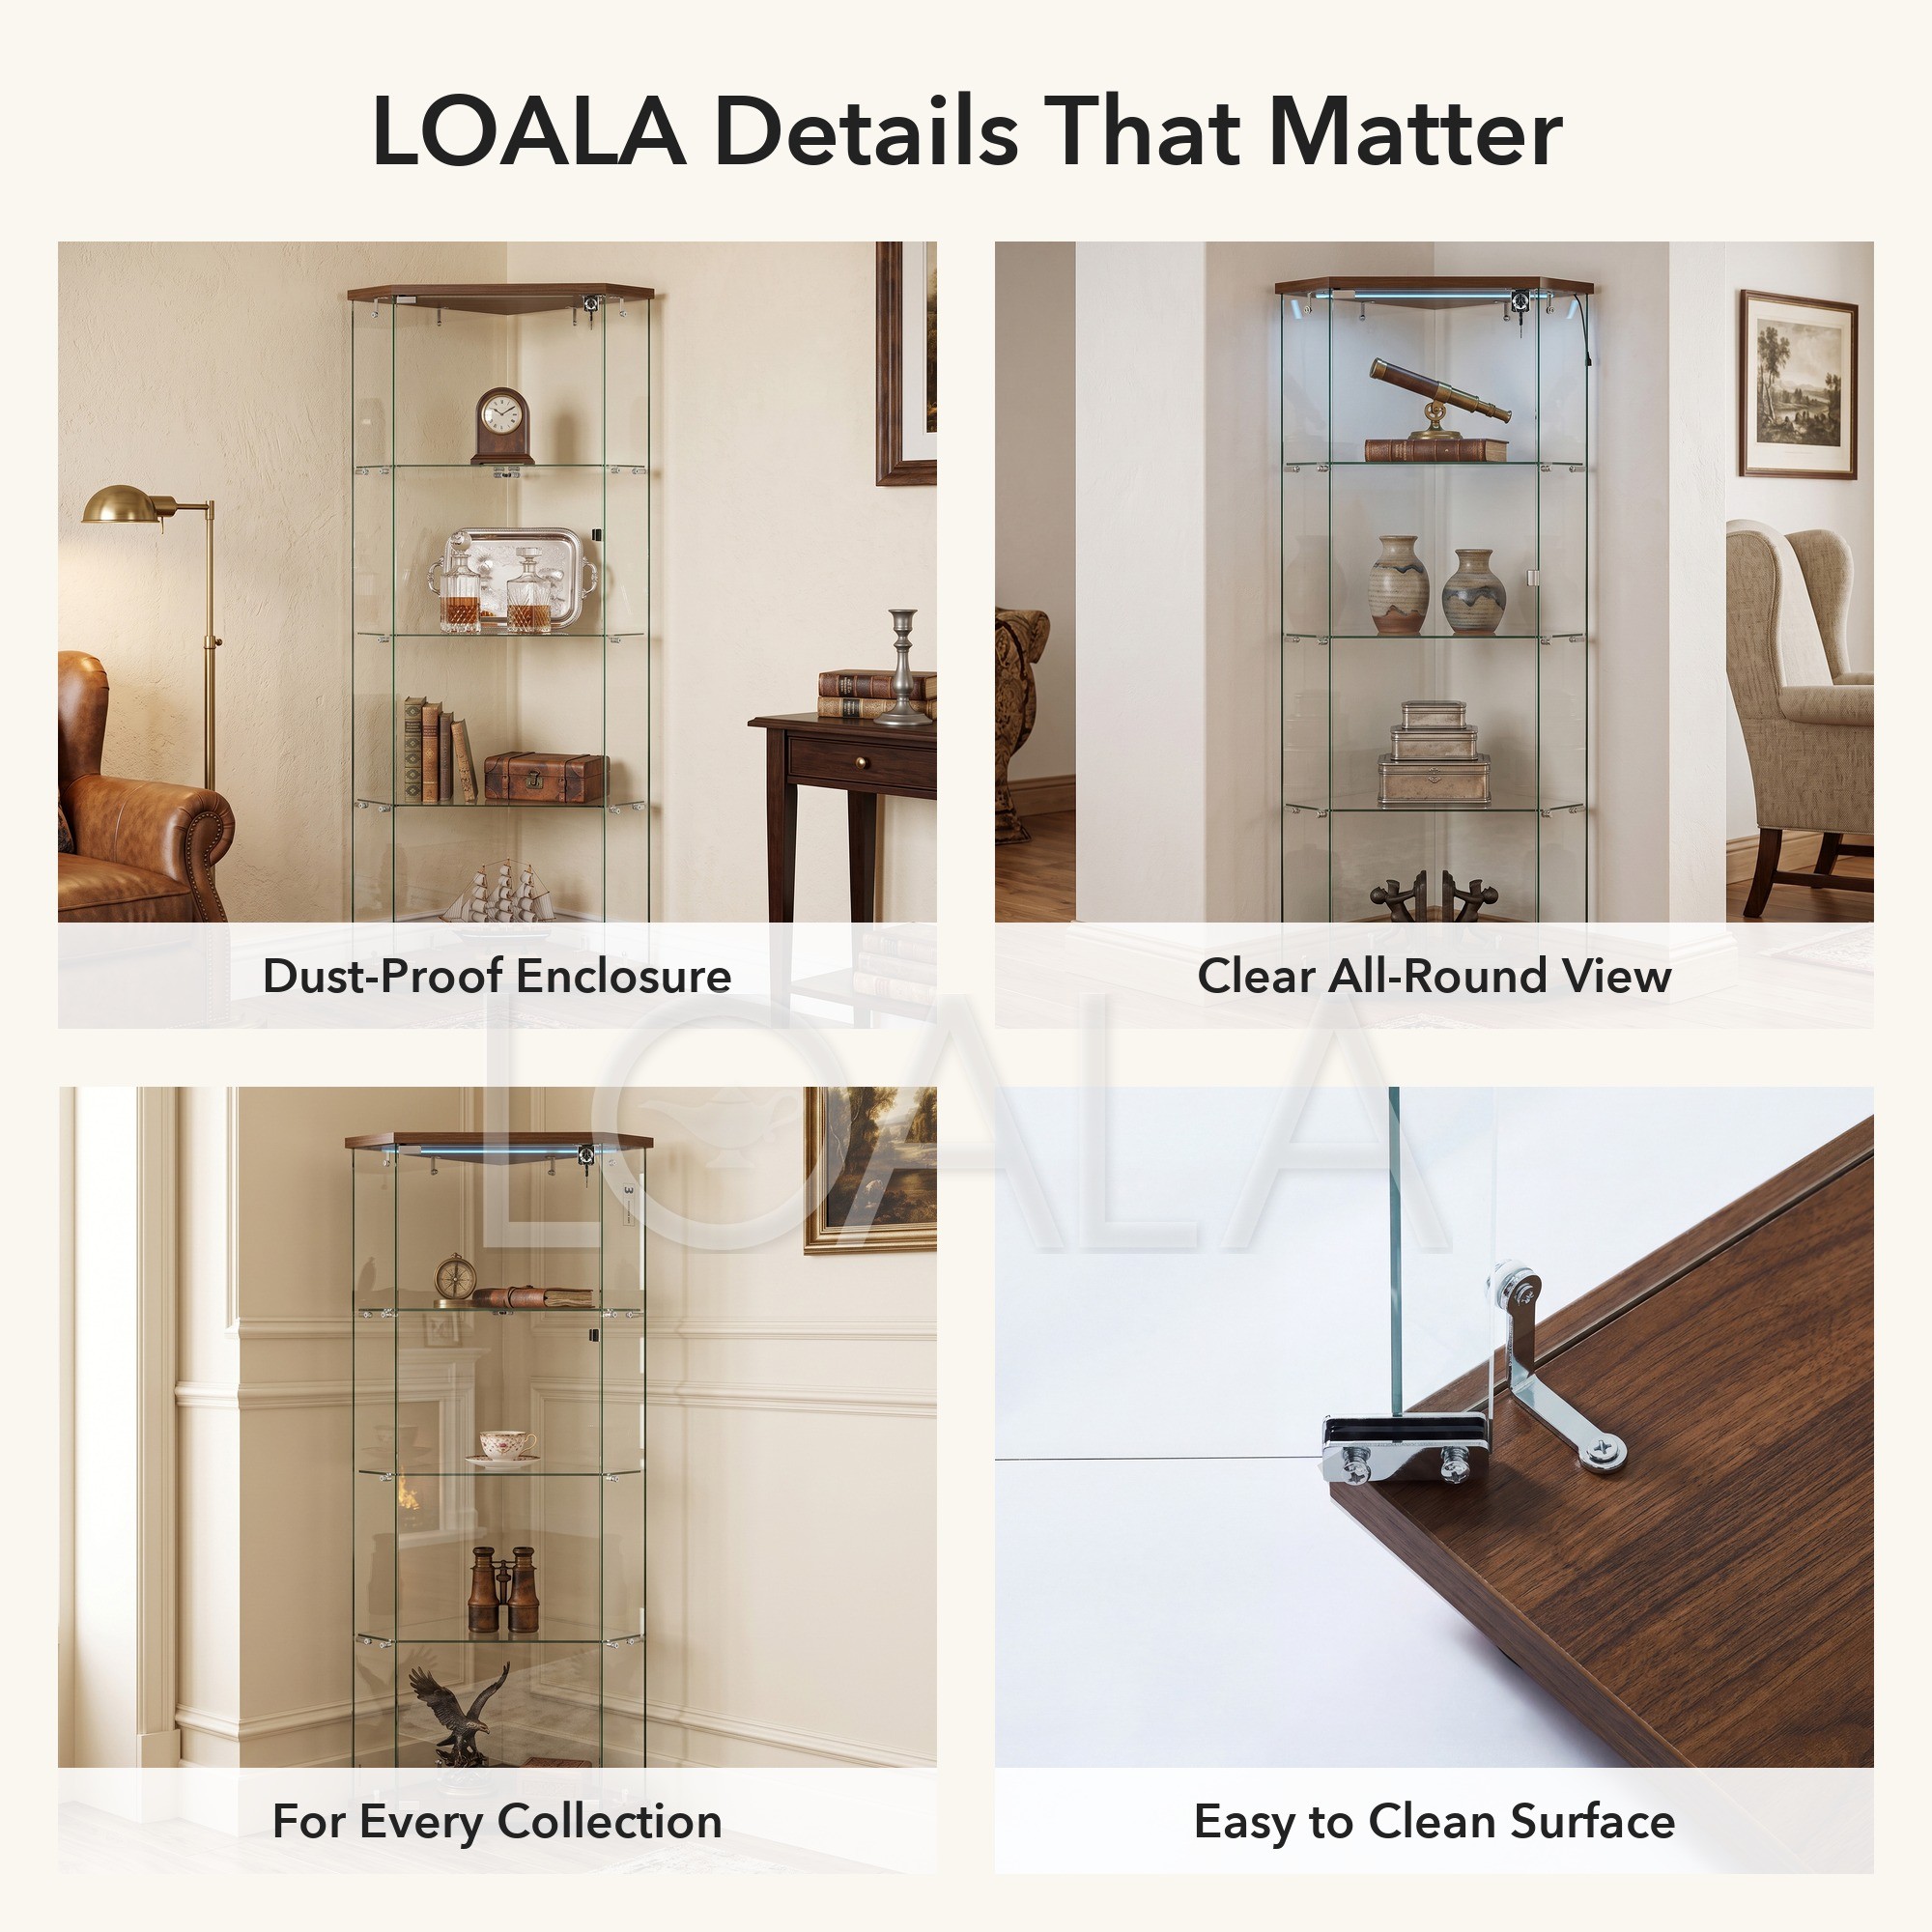 LOALA Details That Matter
Dust-Proof Enclosure
Clear All-Round View
LOALA
For Every Collection
Easy to Clean Surface